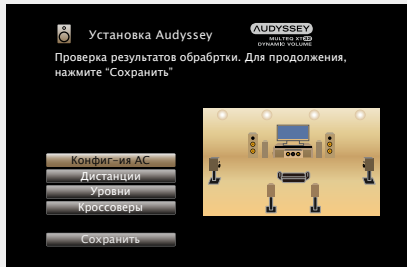 Установка Audyssey
AUDYSSEY
MULTEQ XT32
DYNAMIC VOLUME
Проверка результатов обрабртки. Для продолжения,
нажмите “Сохранить”
Конфиг-ия АС
Дистанции
Уровни
Кроссоверы
Сохранить